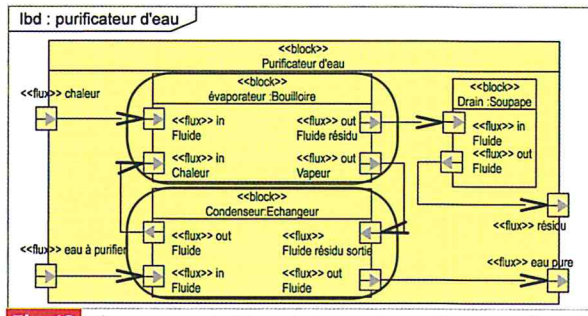 lbd : purificateur d'eau
<<block>>
Purificateur d'eau
<<flux>> chaleur
<<block>>
évaporateur :Bouilloire
<<flux>> in
Fluide
<<flux>> out
Fluide résidu
<<flux>> in
Chaleur
<<flux>> out
Vapeur
<<block>>
Drain :Soupape
<<flux>> in
Fluide
<<flux>> out
Fluide
<<block>>
Condenseur:Echangeur
<<flux>> out
Fluide
<<flux>>
Fluide résidu sortie
<<flux>> in
Fluide
<<flux>> out
Fluide
<<flux>> eau à purifier
<<flux>> résidu
<<flux>> eau pure